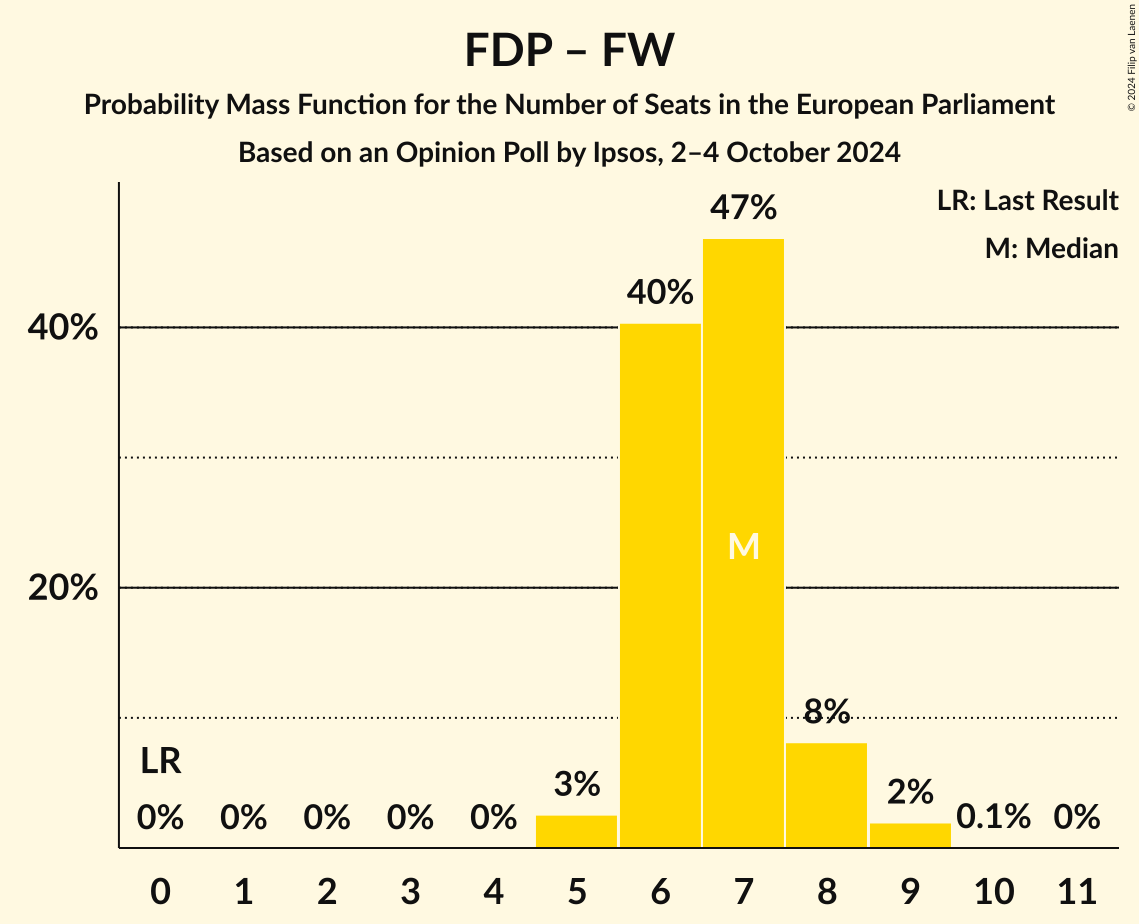 FDP – FW
Probability Mass Function for the Number of Seats in the European Parliament
Based on an Opinion Poll by Ipsos, 2–4 October 2024
© 2024 Filip van Laenen
LR: Last Result
M: Median
47%
40%
40%
M
20%
8%
LR
3%
2%
0% 0% 0% 0% 0% 0.1% 0%
0 1 2 3 4 5 6 7 8 9 10 11